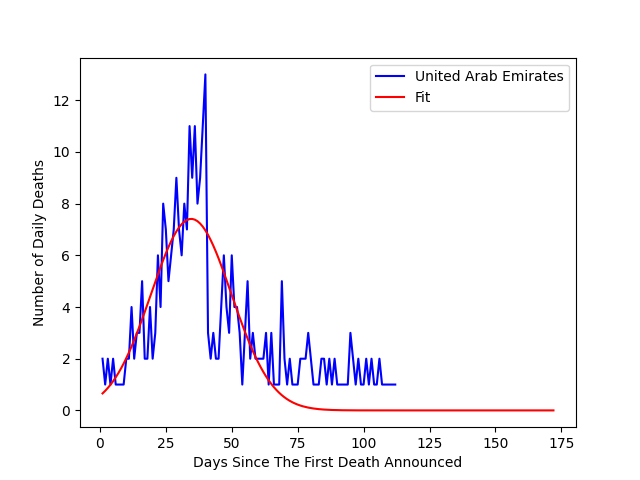 United Arab Emirates
Fit
Number of Daily Deaths
12
10
8
6
4
2
0
0 25 50 75 100 125 150 175
Days Since The First Death Announced